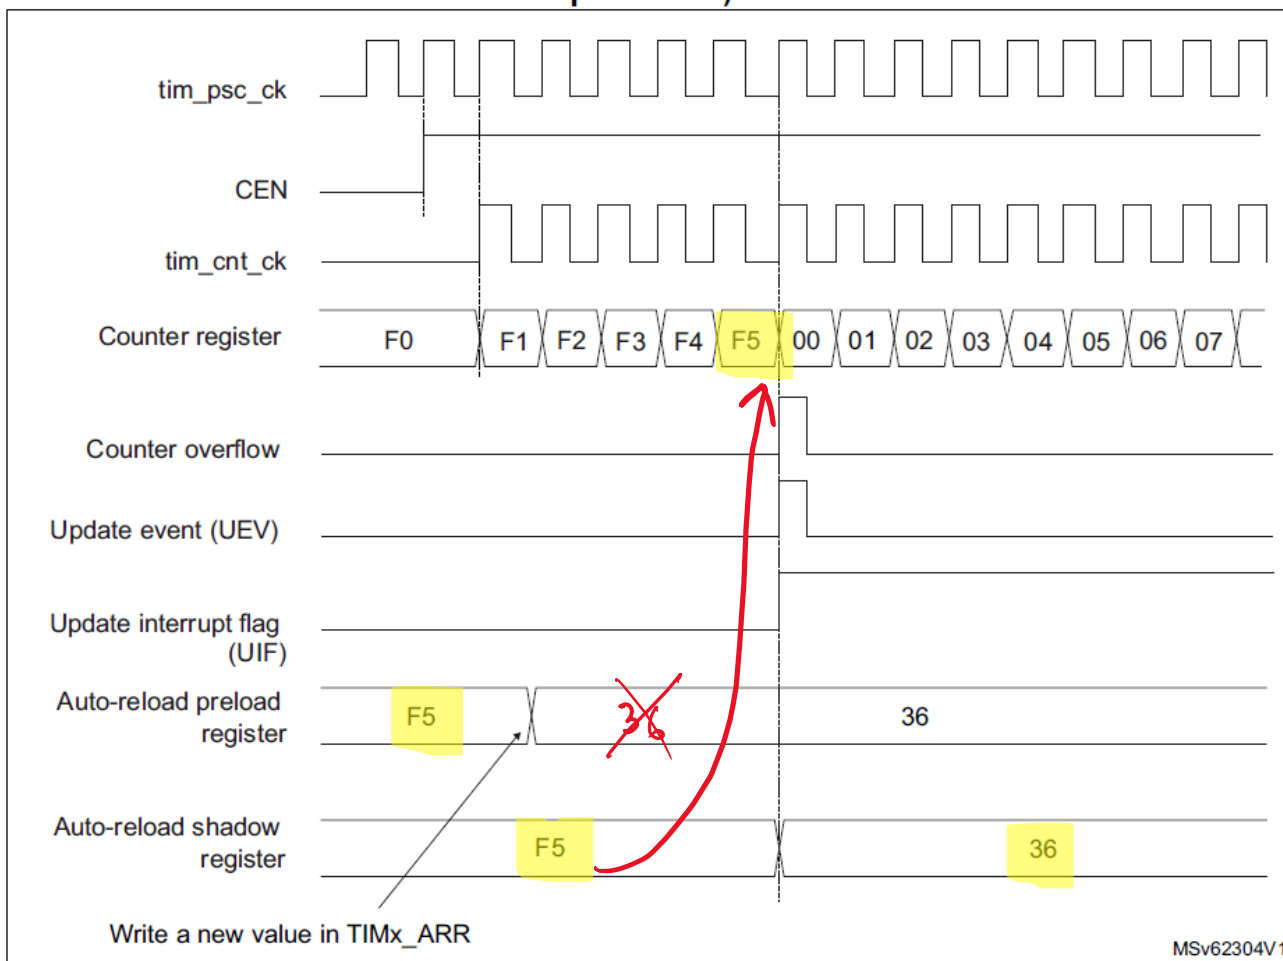 tim_psc_ck
CEN
tim_cnt_ck
Counter register
F0 F1 F2 F3 F4 F5 00 01 02 03 04 05 06 07
Counter overflow
Update event (UEV)
Update interrupt flag
(UIF)
Auto-reload preload
register
F5 36 36
Auto-reload shadow
register
F5 36
Write a new value in TIMx_ARR
MSv62304V1